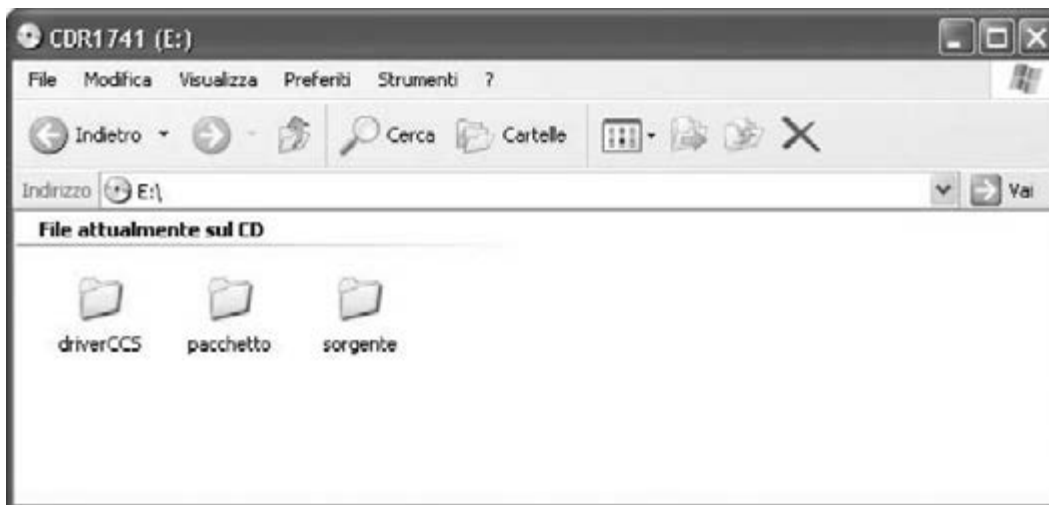 CDR1741 (E:)
File Modifica Visualizza Preferiti Strumenti ?
Indietro Cerca Cartelle
Indirizzo E:\ Vai
File attualmente sul CD
driverCCS pacchetto sorgente